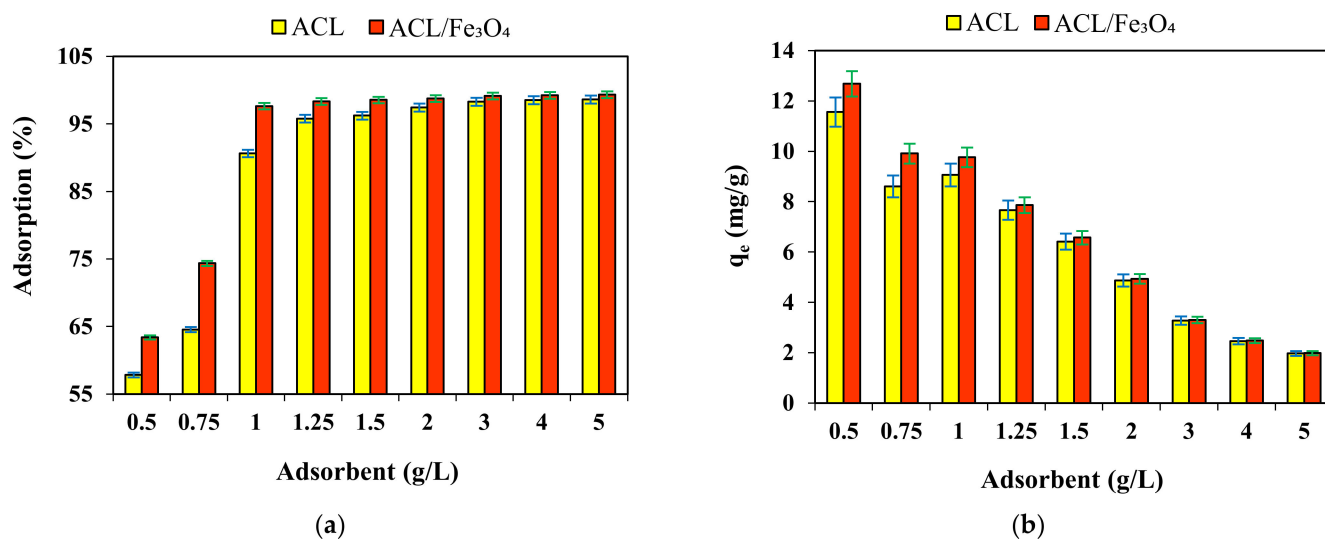 ACL ACL/Fe₃O₄
105
95
85
75
65
55
Adsorption (%)
0.5 0.75 1 1.25 1.5 2 3 4 5
Adsorbent (g/L)
(a)
ACL ACL/Fe₃O₄
14
12
10
8
6
4
2
0
qₑ (mg/g)
0.5 0.75 1 1.25 1.5 2 3 4 5
Adsorbent (g/L)
(b)